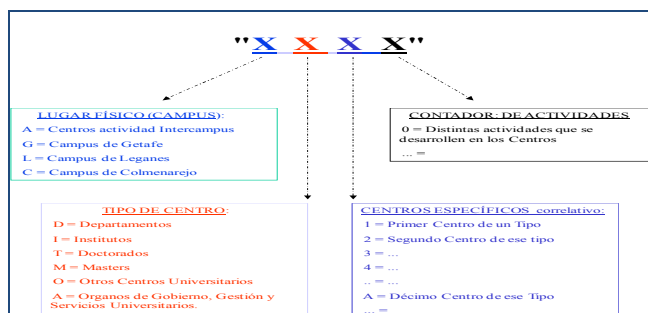 "X X X X"
LUGAR FÍSICO (CAMPUS):
A = Centros actividad Intercampus
G = Campus de Getafe
L = Campus de Leganes
C = Campus de Colmenarejo
CONTADOR: DE ACTIVIDADES
0 = Distintas actividades que se
desarrollen en los Centros
... =
TIPO DE CENTRO:
D = Departamentos
I = Institutos
T = Doctorados
M = Masters
O = Otros Centros Universitarios
A = Organos de Gobierno, Gestión y
Servicios Universitarios.
CENTROS ESPECÍFICOS correlativo:
1 = Primer Centro de un Tipo
2 = Segundo Centro de ese tipo
3 = ...
4 = ...
.. = ...
A = Décimo Centro de ese Tipo
... =